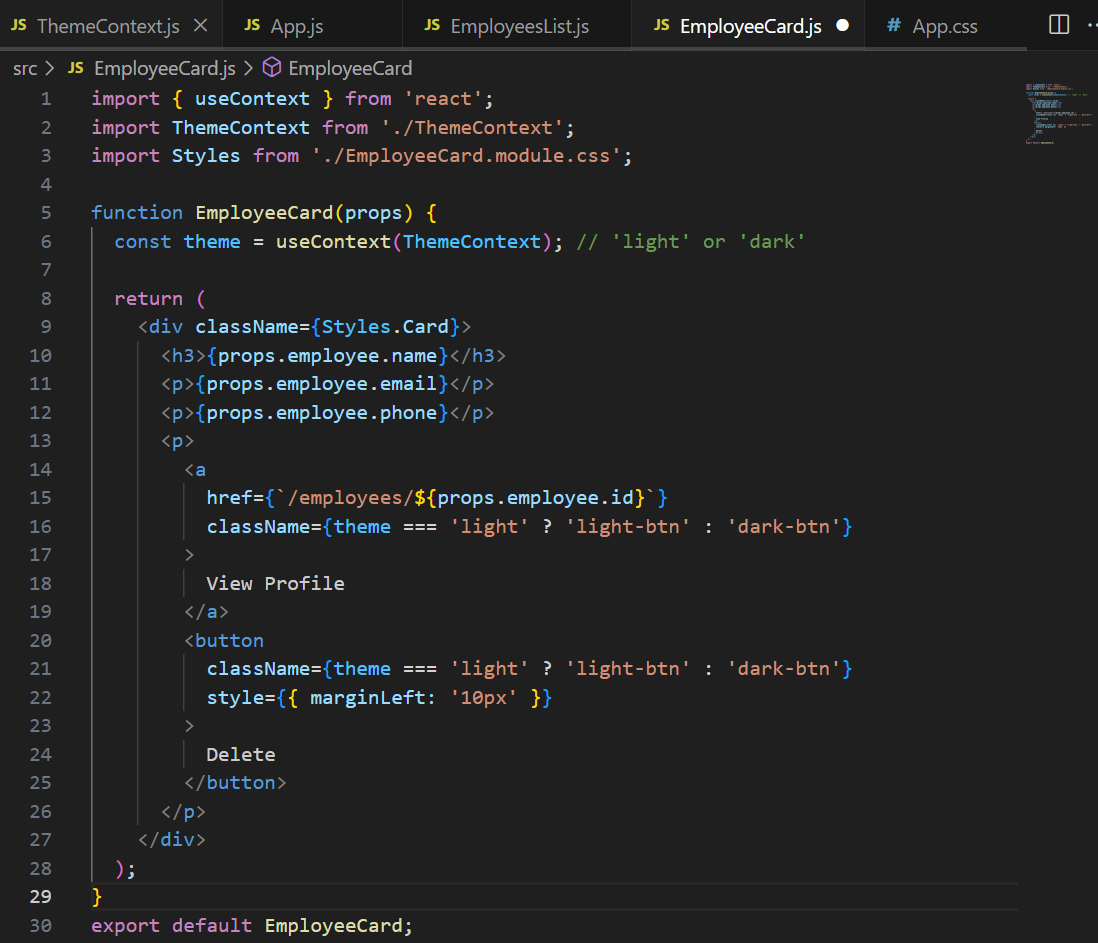 JS ThemeContext.js JS App.js JS EmployeesList.js JS EmployeeCard.js # App.css
src > JS EmployeeCard.js > EmployeeCard
1 import { useContext } from 'react';
2 import ThemeContext from './ThemeContext';
3 import Styles from './EmployeeCard.module.css';
4
5 function EmployeeCard(props) {
6 const theme = useContext(ThemeContext); // 'light' or 'dark'
7
8 return (
9 <div className={Styles.Card}>
10 <h3>{props.employee.name}</h3>
11 <p>{props.employee.email}</p>
12 <p>{props.employee.phone}</p>
13 <p>
14 <a
15 href={`/employees/${props.employee.id}`}
16 className={theme === 'light' ? 'light-btn' : 'dark-btn'}
17 >
18 View Profile
19 </a>
20 <button
21 className={theme === 'light' ? 'light-btn' : 'dark-btn'}
22 style={{ marginLeft: '10px' }}
23 >
24 Delete
25 </button>
26 </p>
27 </div>
28 );
29 }
30 export default EmployeeCard;